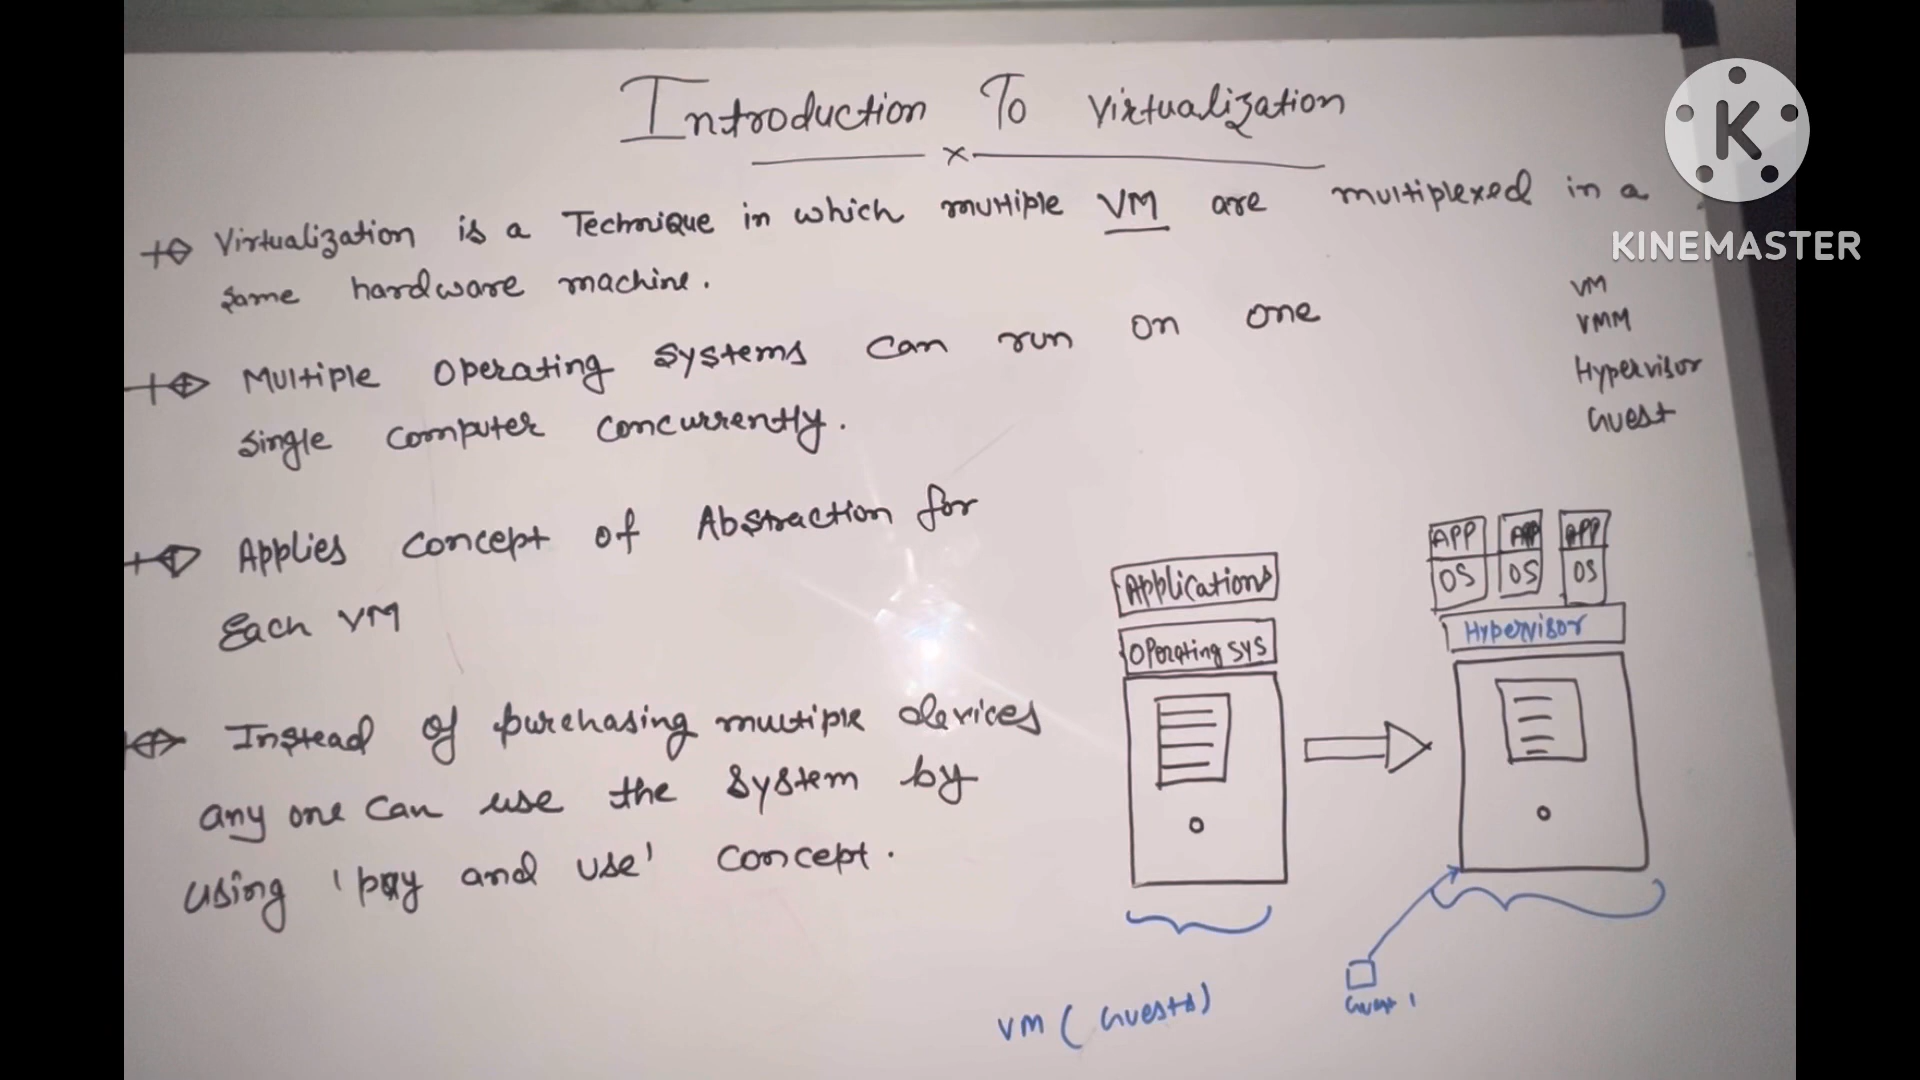 Introduction To Virtualization
Virtualization is a Technique in which multiple VM are multiplexed in a
same hardware machine.
Multiple Operating Systems can run on one
single computer concurrently.
Applies concept of Abstraction for
Each VM
Instead of purchasing multiple devices
any one can use the system by
using 'pay and use' concept.
K
KINEMASTER
VM
VMM
Hypervisor
Guest
Applications
Operating sys
APP APP APP
OS OS OS
Hypervisor
VM (Guests)
Guest 1